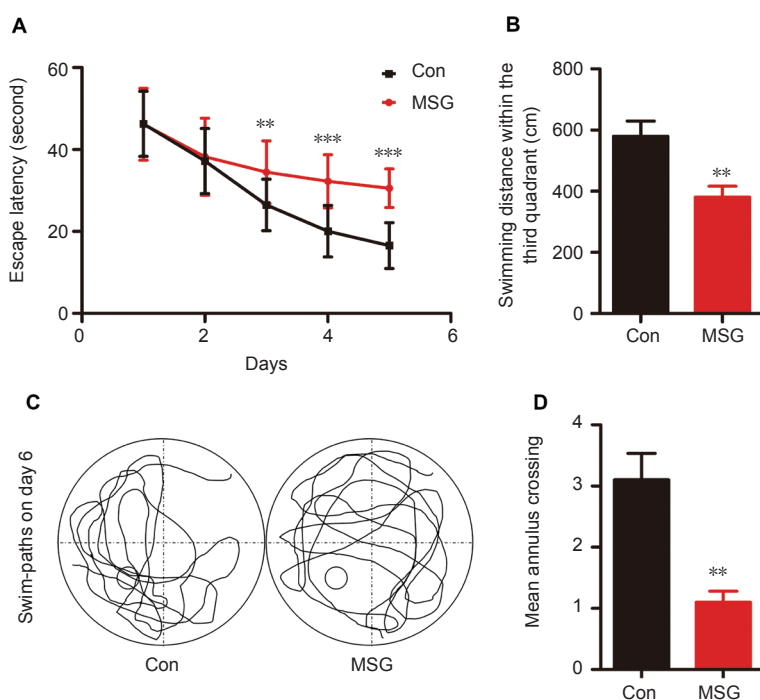 A
Escape latency (second)
60
40
20
0
Con
MSG
**
***
***
0
2
4
6
Days
B
Swimming distance within the
third quadrant (cm)
800
600
400
200
0
**
Con
MSG
C
Swim-paths on day 6
Con
MSG
D
Mean annulus crossing
4
3
2
1
0
**
Con
MSG